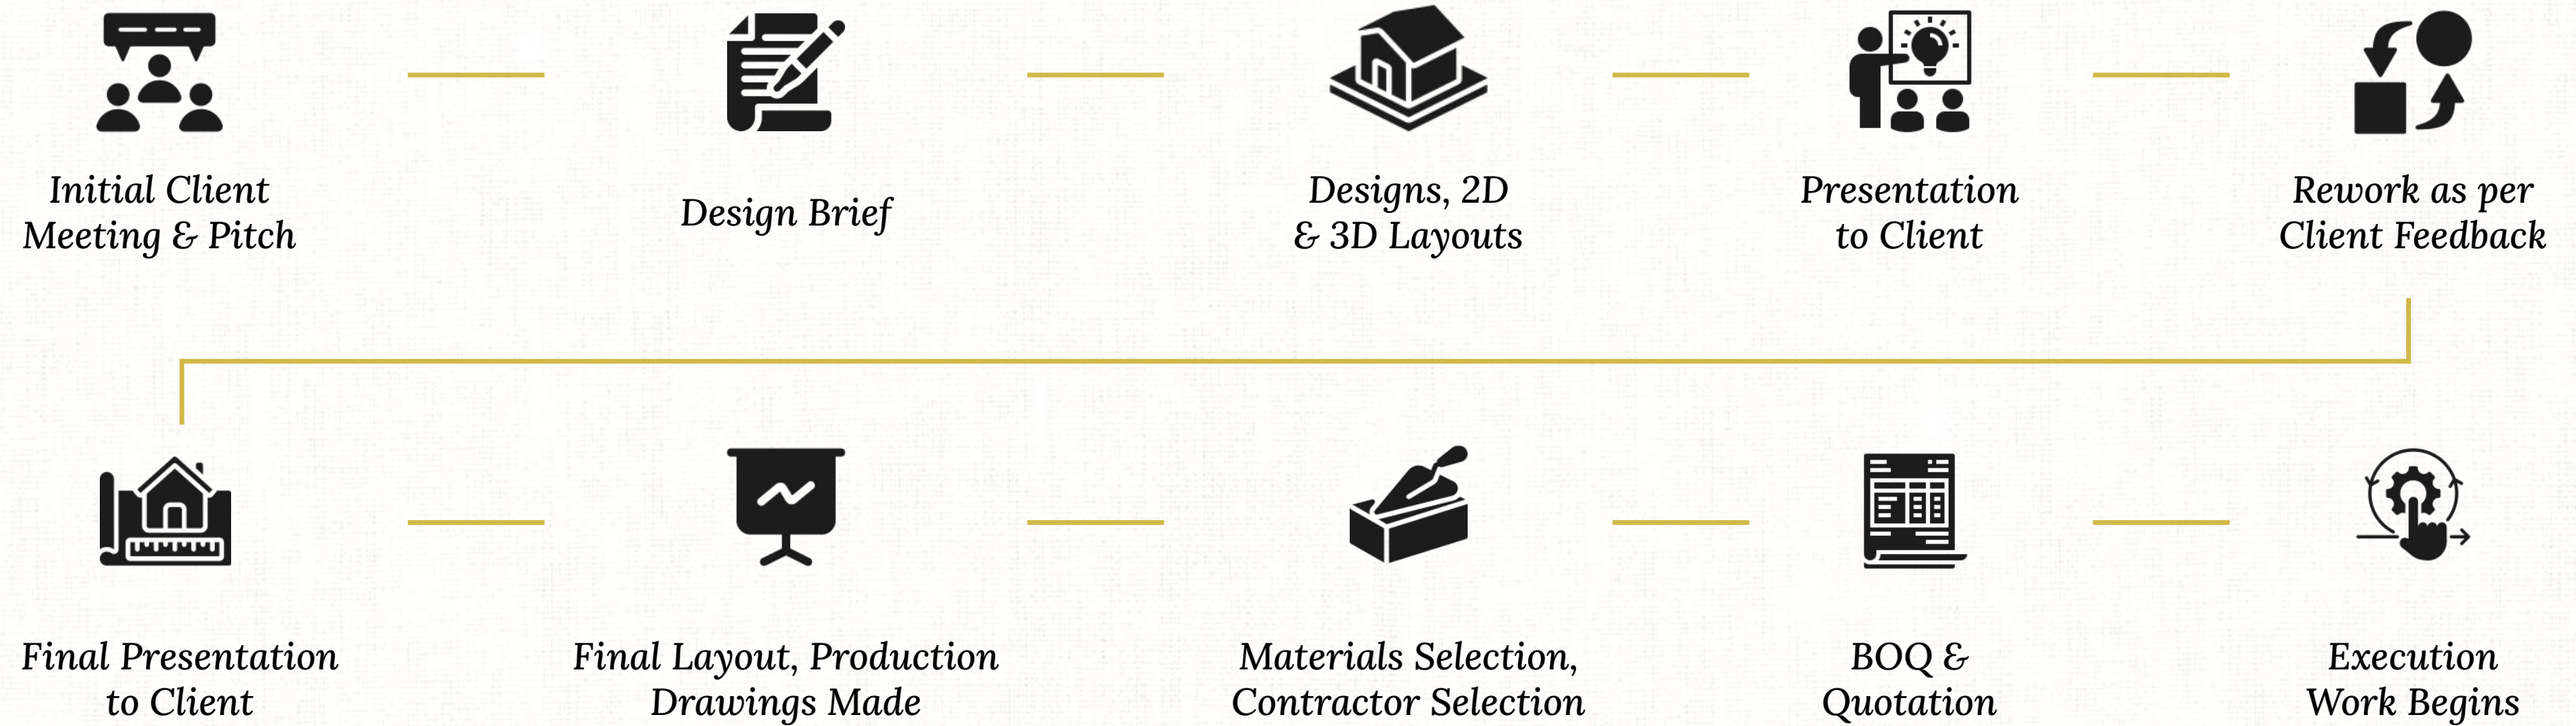 Initial Client
Meeting & Pitch
Design Brief
Designs, 2D
& 3D Layouts
Presentation
to Client
Rework as per
Client Feedback
Final Presentation
to Client
Final Layout, Production
Drawings Made
Materials Selection,
Contractor Selection
BOQ &
Quotation
Execution
Work Begins